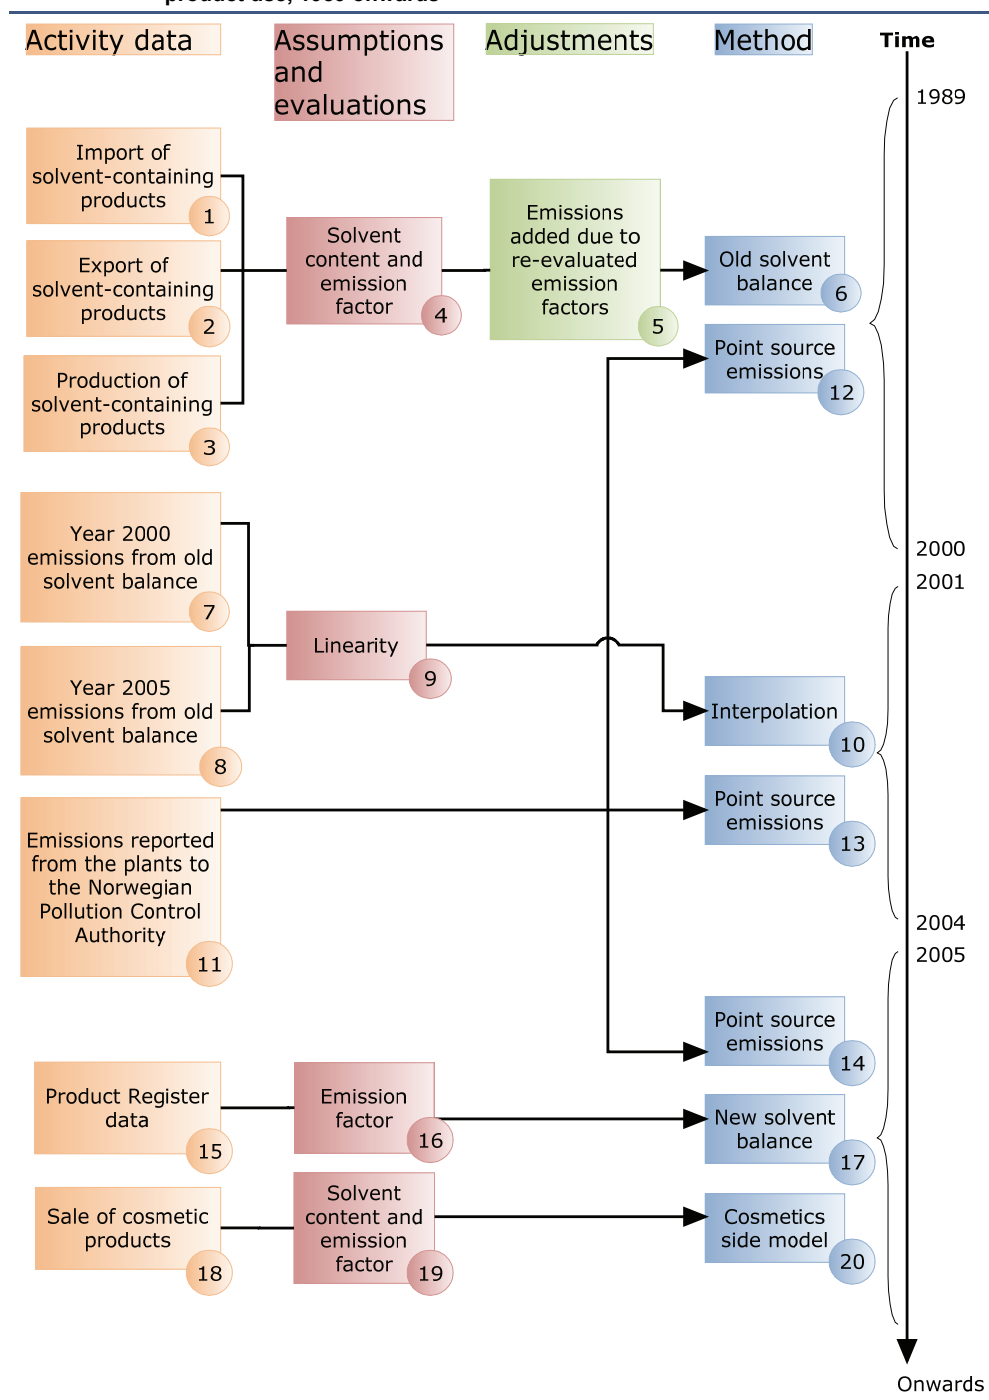 product use, 1989 onwards
Activity data
Assumptions
and
evaluations
Adjustments
Method
Time
1989
Import of
solvent-containing
products
1
Export of
solvent-containing
products
2
Production of
solvent-containing
products
3
Solvent
content and
emission
factor
4
Emissions
added due to
re-evaluated
emission
factors
5
Old solvent
balance
6
Point source
emissions
12
2000
2001
Year 2000
emissions from old
solvent balance
7
Year 2005
emissions from old
solvent balance
8
Linearity
9
Interpolation
10
Emissions reported
from the plants to
the Norwegian
Pollution Control
Authority
11
Point source
emissions
13
2004
2005
Point source
emissions
14
Product Register
data
15
Emission
factor
16
New solvent
balance
17
Sale of cosmetic
products
18
Solvent
content and
emission
factor
19
Cosmetics
side model
20
Onwards